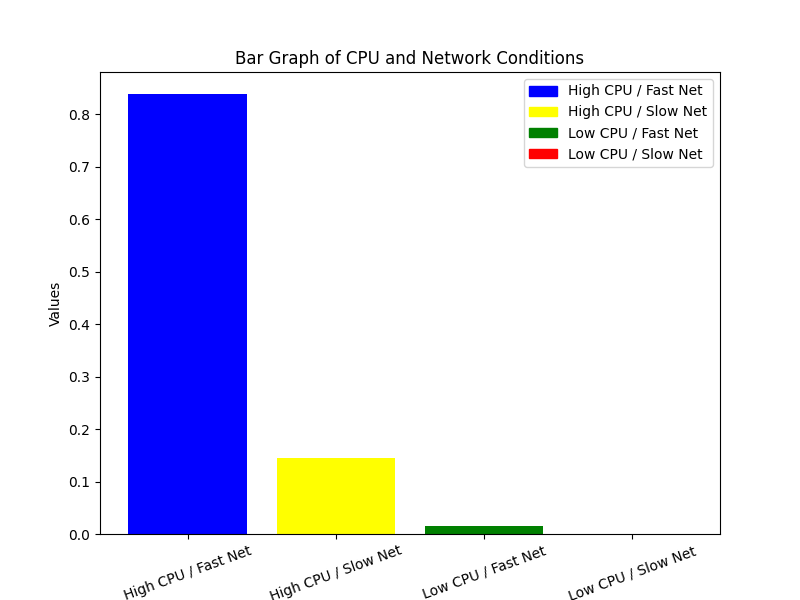 Bar Graph of CPU and Network Conditions
High CPU / Fast Net
High CPU / Slow Net
Low CPU / Fast Net
Low CPU / Slow Net
Values
0.8
0.7
0.6
0.5
0.4
0.3
0.2
0.1
0.0
High CPU / Fast Net
High CPU / Slow Net
Low CPU / Fast Net
Low CPU / Slow Net